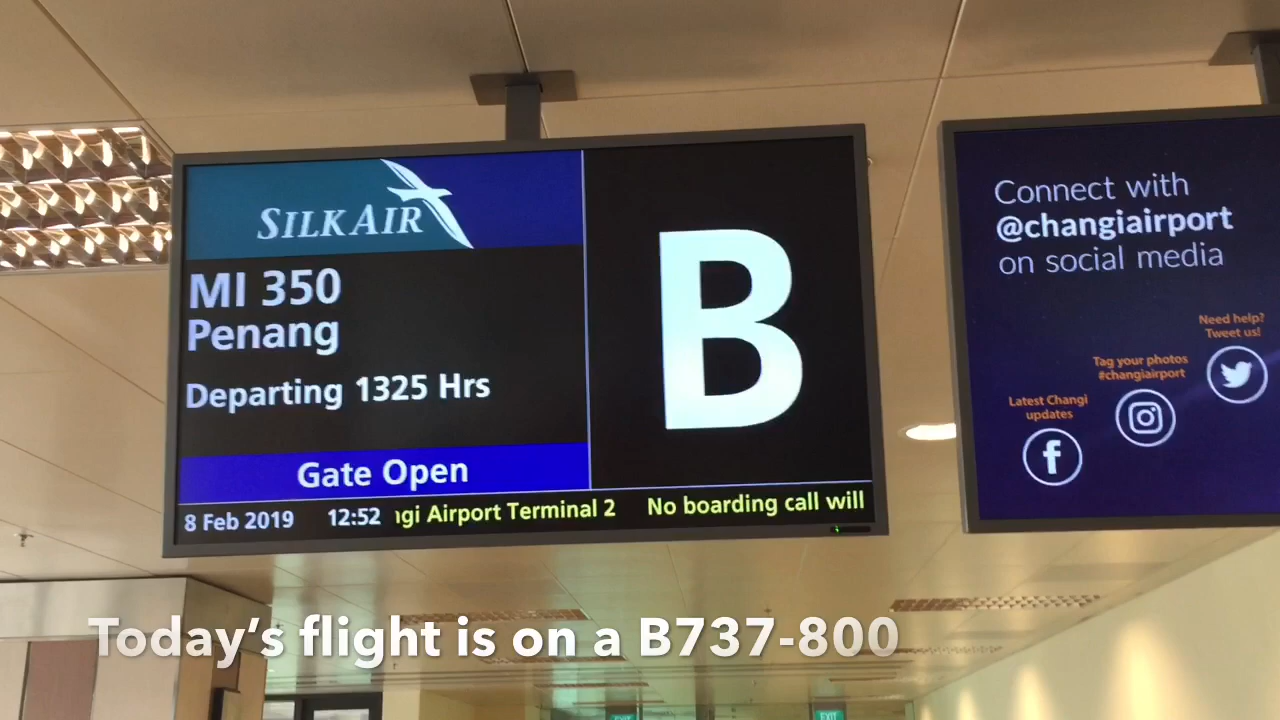 SILKAIR
MI 350
Penang
Departing 1325 Hrs
Gate Open
8 Feb 2019 12:52 Airport Terminal 2 No boarding call will
B
Connect with
@changiairport
on social media
Need help?
Tweet us!
Tag your photos
#changiairport
Latest Changi
updates
f
Today's flight is on a B737-800
EXIT